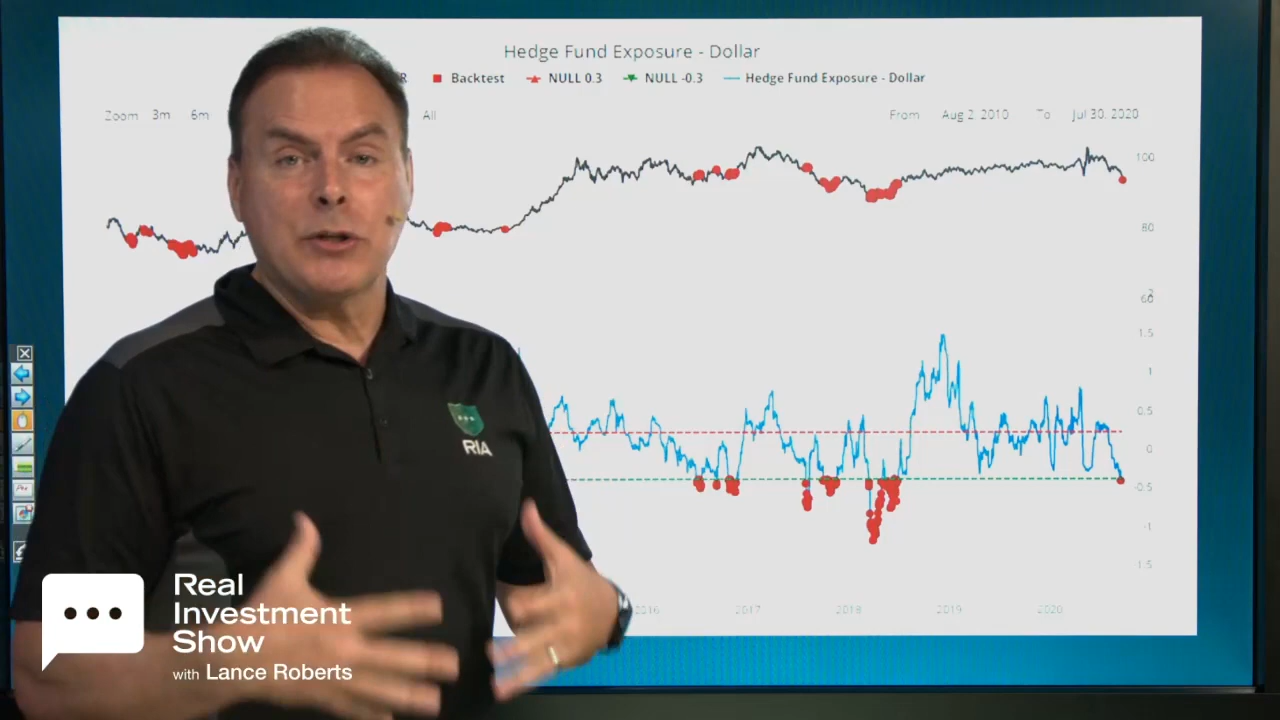 Hedge Fund Exposure - Dollar
R Backtest NULL 0.3 NULL -0.3 Hedge Fund Exposure - Dollar
Zoom 3m 6m All From Aug 2, 2010 To Jul 30, 2020
100
80
2
60
1.5
1
0.5
0
-0.5
-1
1.5
2016 2017 2018 2019 2020
RIA
Real
Investment
Show
with Lance Roberts